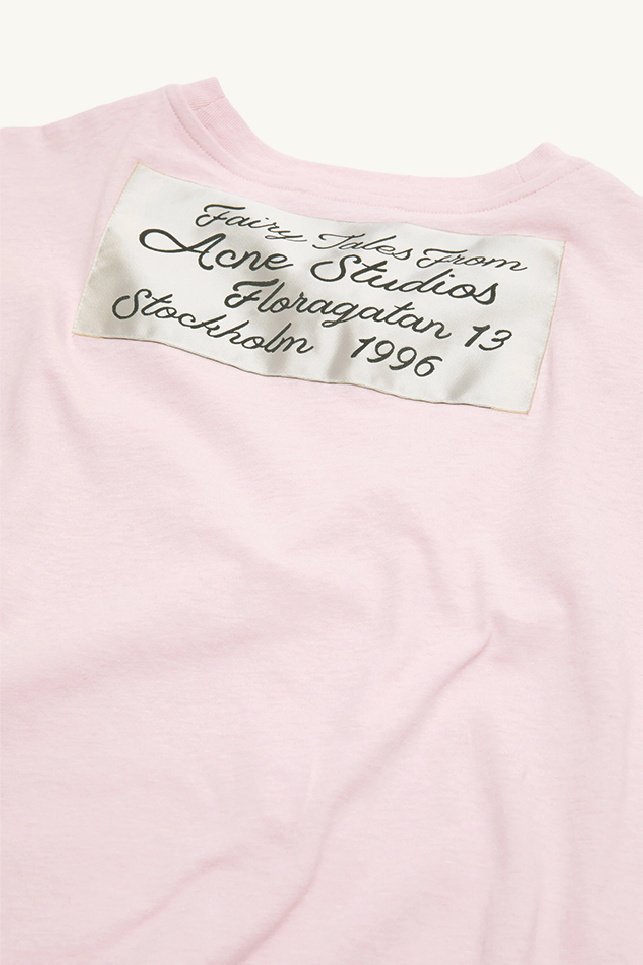 Fairy Tales From
Acne Studios
Floragatan 13
Stockholm 1996